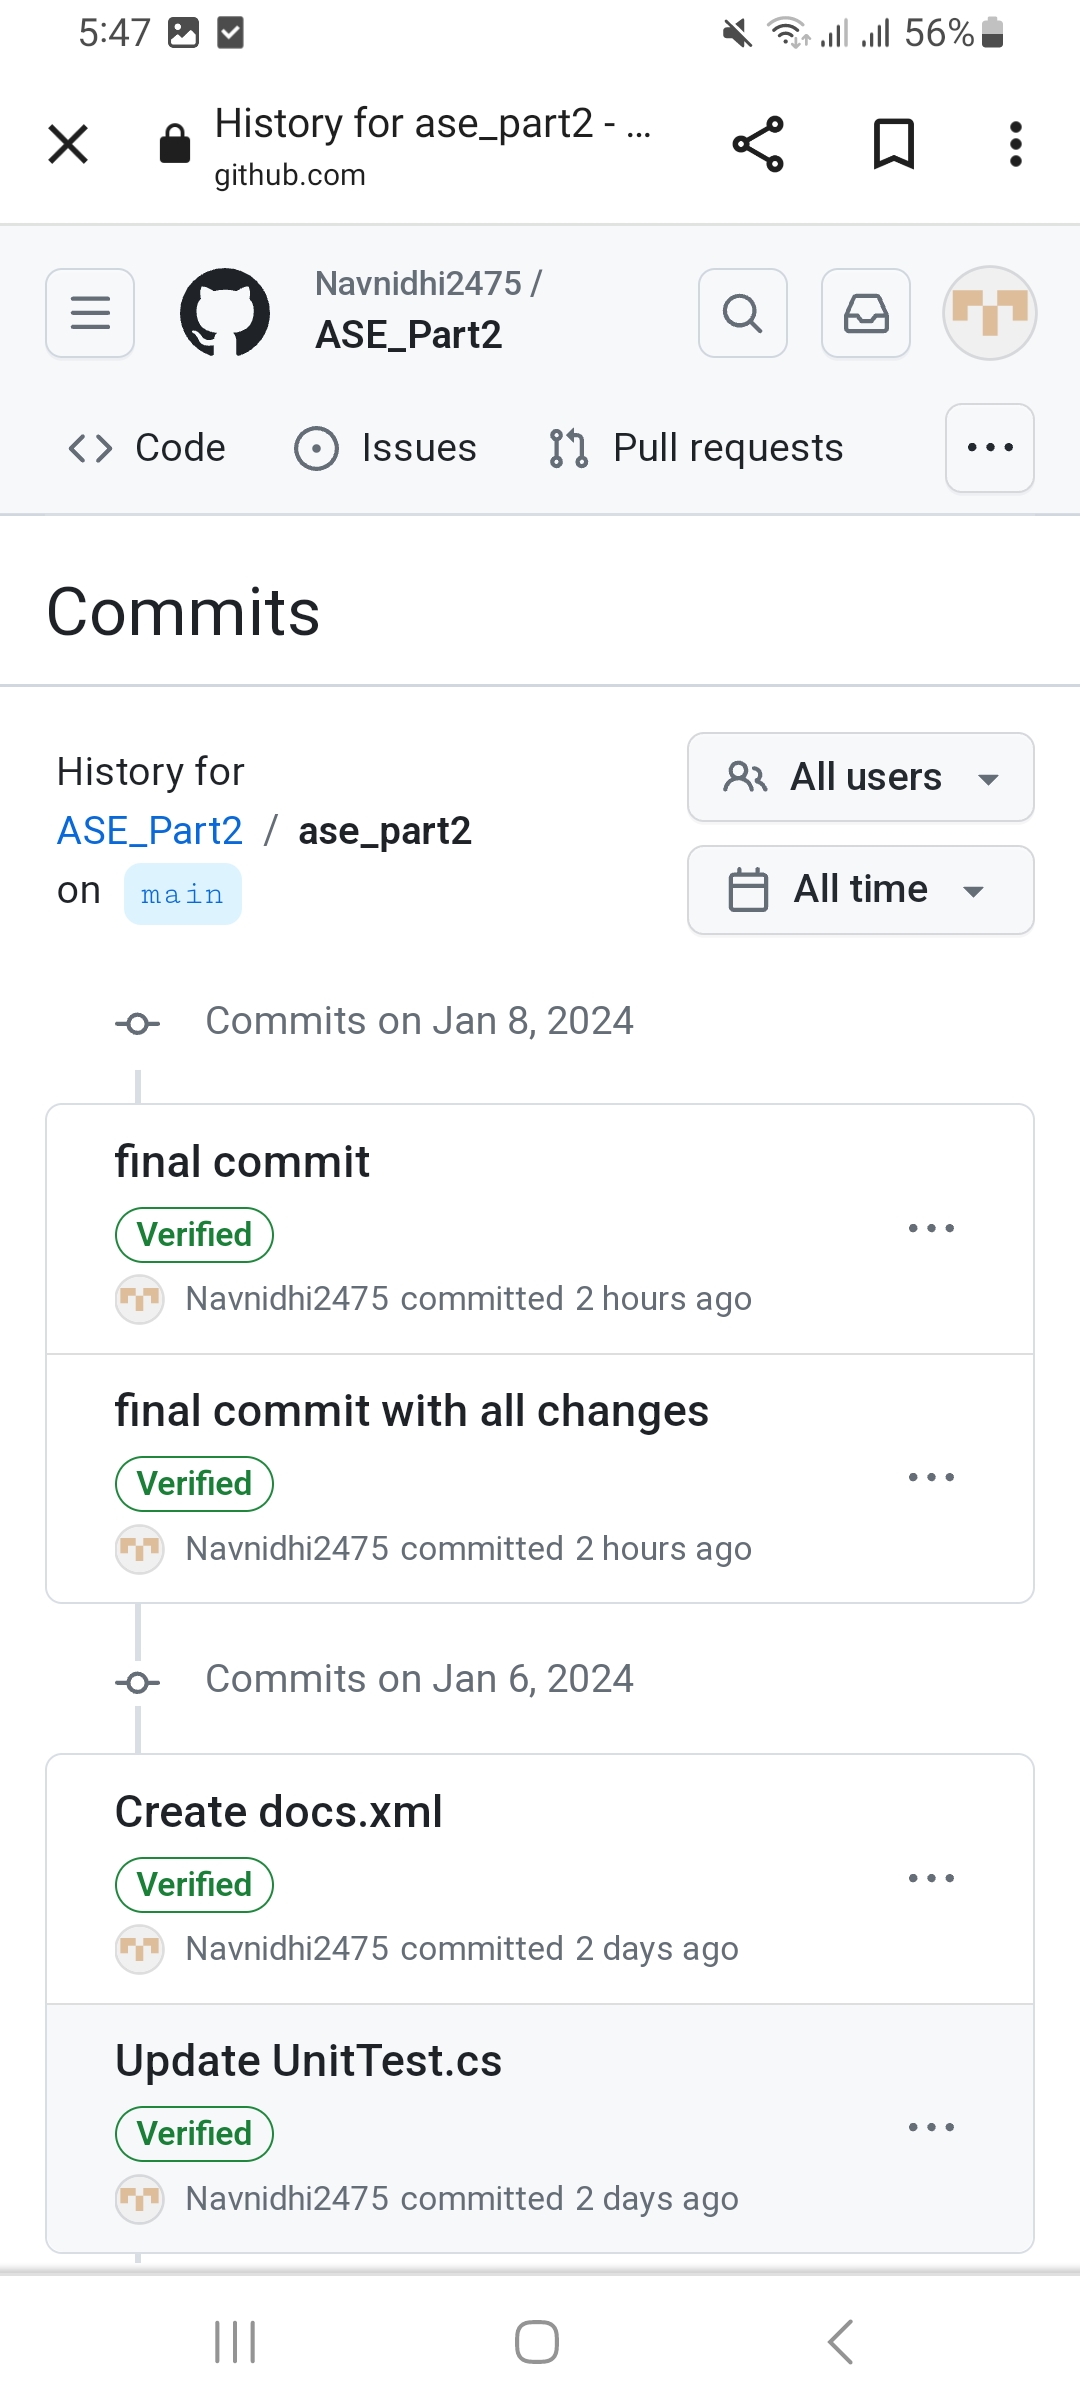 5:47 56%
History for ase_part2 - ...
github.com
Navnidhi2475 /
ASE_Part2
Code Issues Pull requests
Commits
History for
ASE_Part2 / ase_part2
on main
All users
All time
Commits on Jan 8, 2024
final commit
Verified
Navnidhi2475 committed 2 hours ago
final commit with all changes
Verified
Navnidhi2475 committed 2 hours ago
Commits on Jan 6, 2024
Create docs.xml
Verified
Navnidhi2475 committed 2 days ago
Update UnitTest.cs
Verified
Navnidhi2475 committed 2 days ago